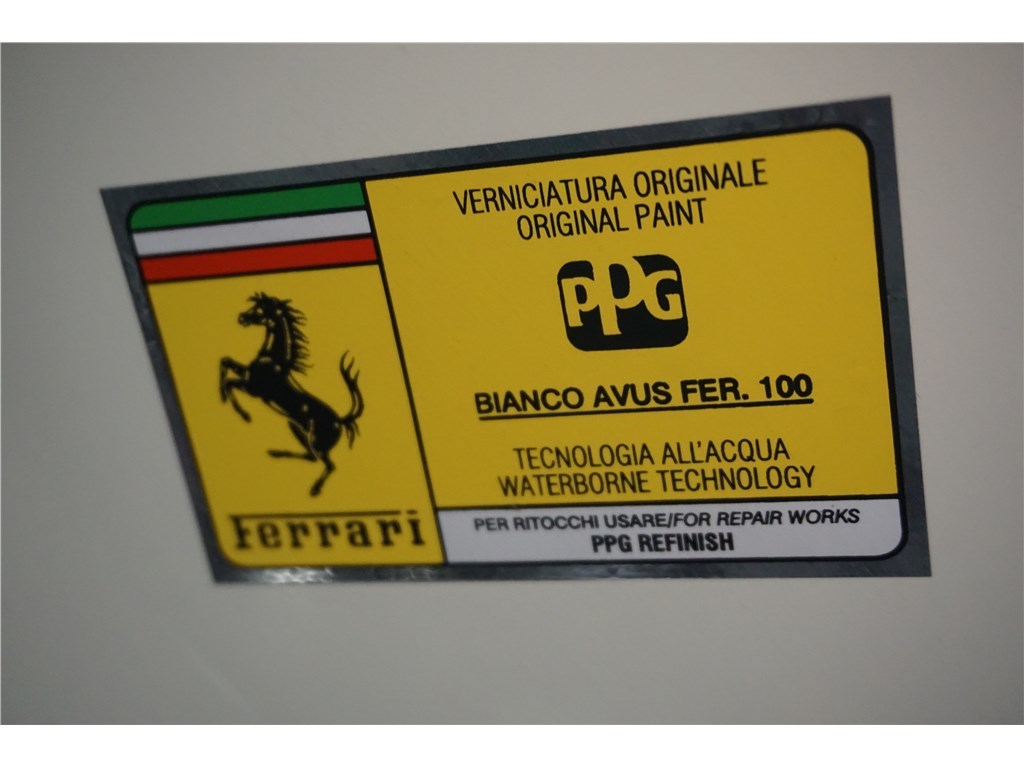 VERNICIATURA ORIGINALE
ORIGINAL PAINT
PPG
BIANCO AVUS FER. 100
TECNOLOGIA ALL'ACQUA
WATERBORNE TECHNOLOGY
PER RITOCCHI USARE/FOR REPAIR WORKS
PPG REFINISH
Ferrari